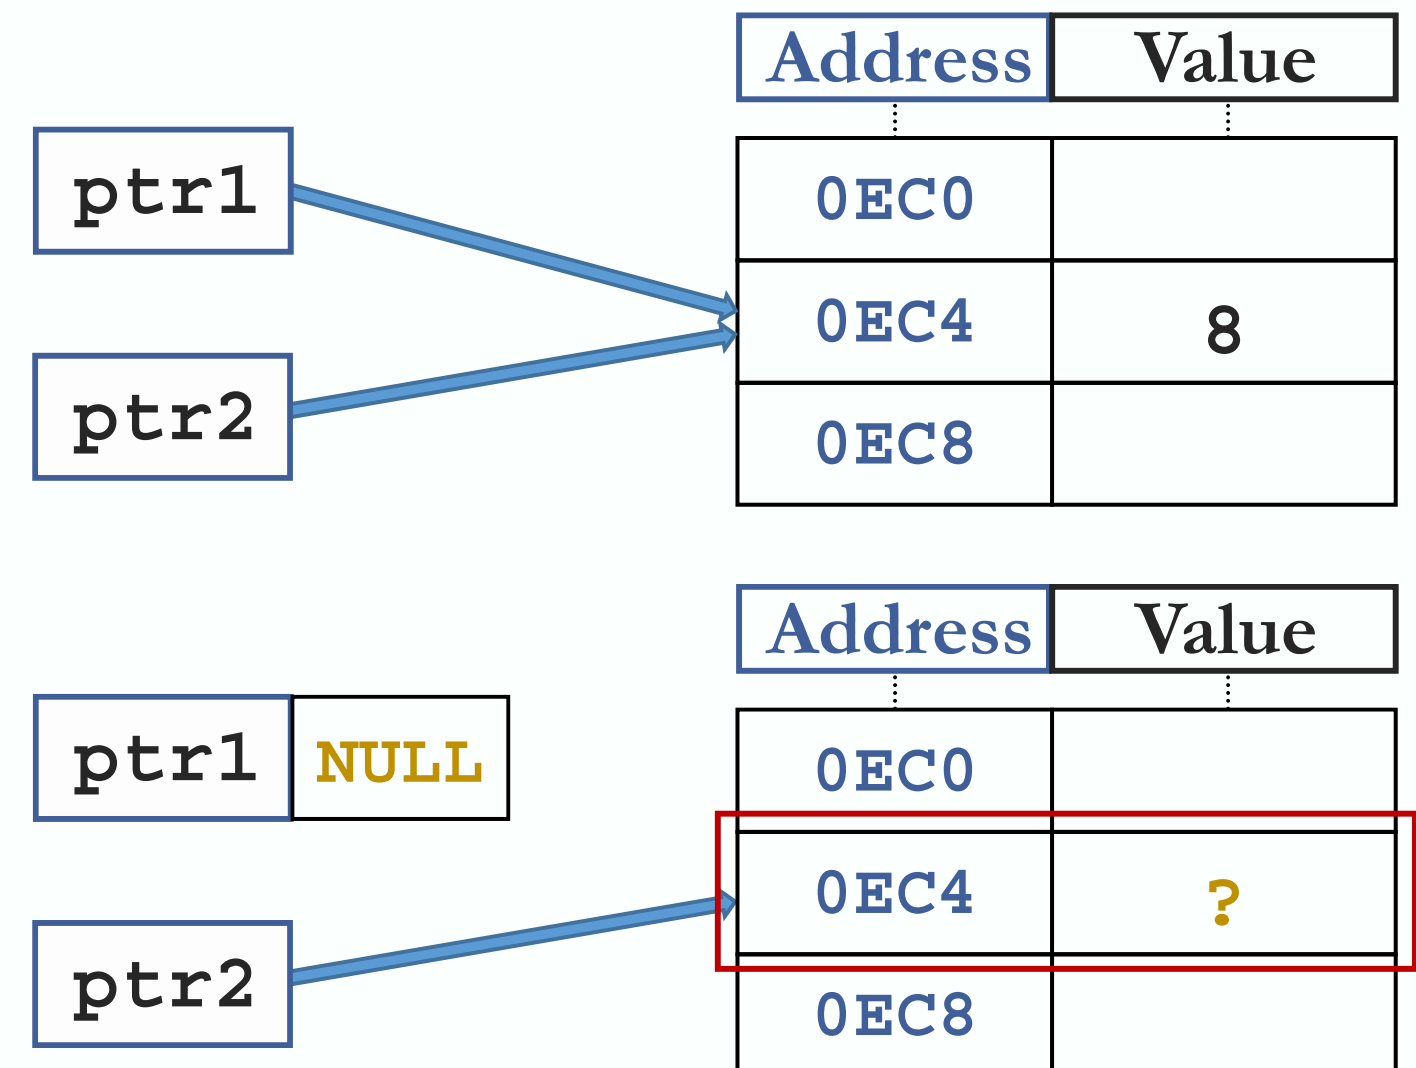 Address Value
ptr1
0EC0
0EC4 8
ptr2
0EC8
Address Value
ptr1 NULL
0EC0
0EC4 ?
ptr2
0EC8